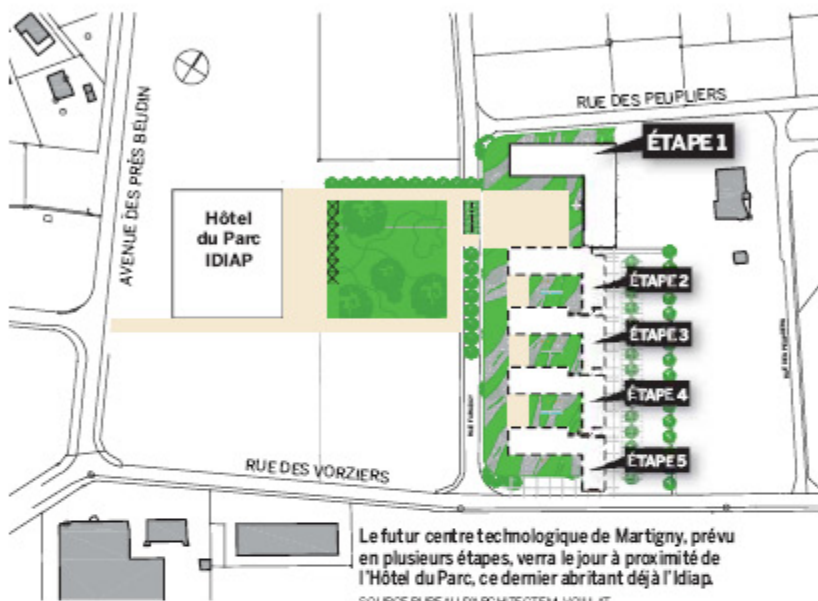 RUE DES PEUPLIERS
ÉTAPE 1
AVENUE DES PRÈS BEUDIN
Hôtel
du Parc
IDIAP
ÉTAPE 2
ÉTAPE 3
ÉTAPE 4
ÉTAPE 5
RUE DES VORZIERS
Le futur centre technologique de Martigny, prévu
en plusieurs étapes, verra le jour à proximité de
l'Hôtel du Parc, ce dernier abritant déjà l'Idiap.